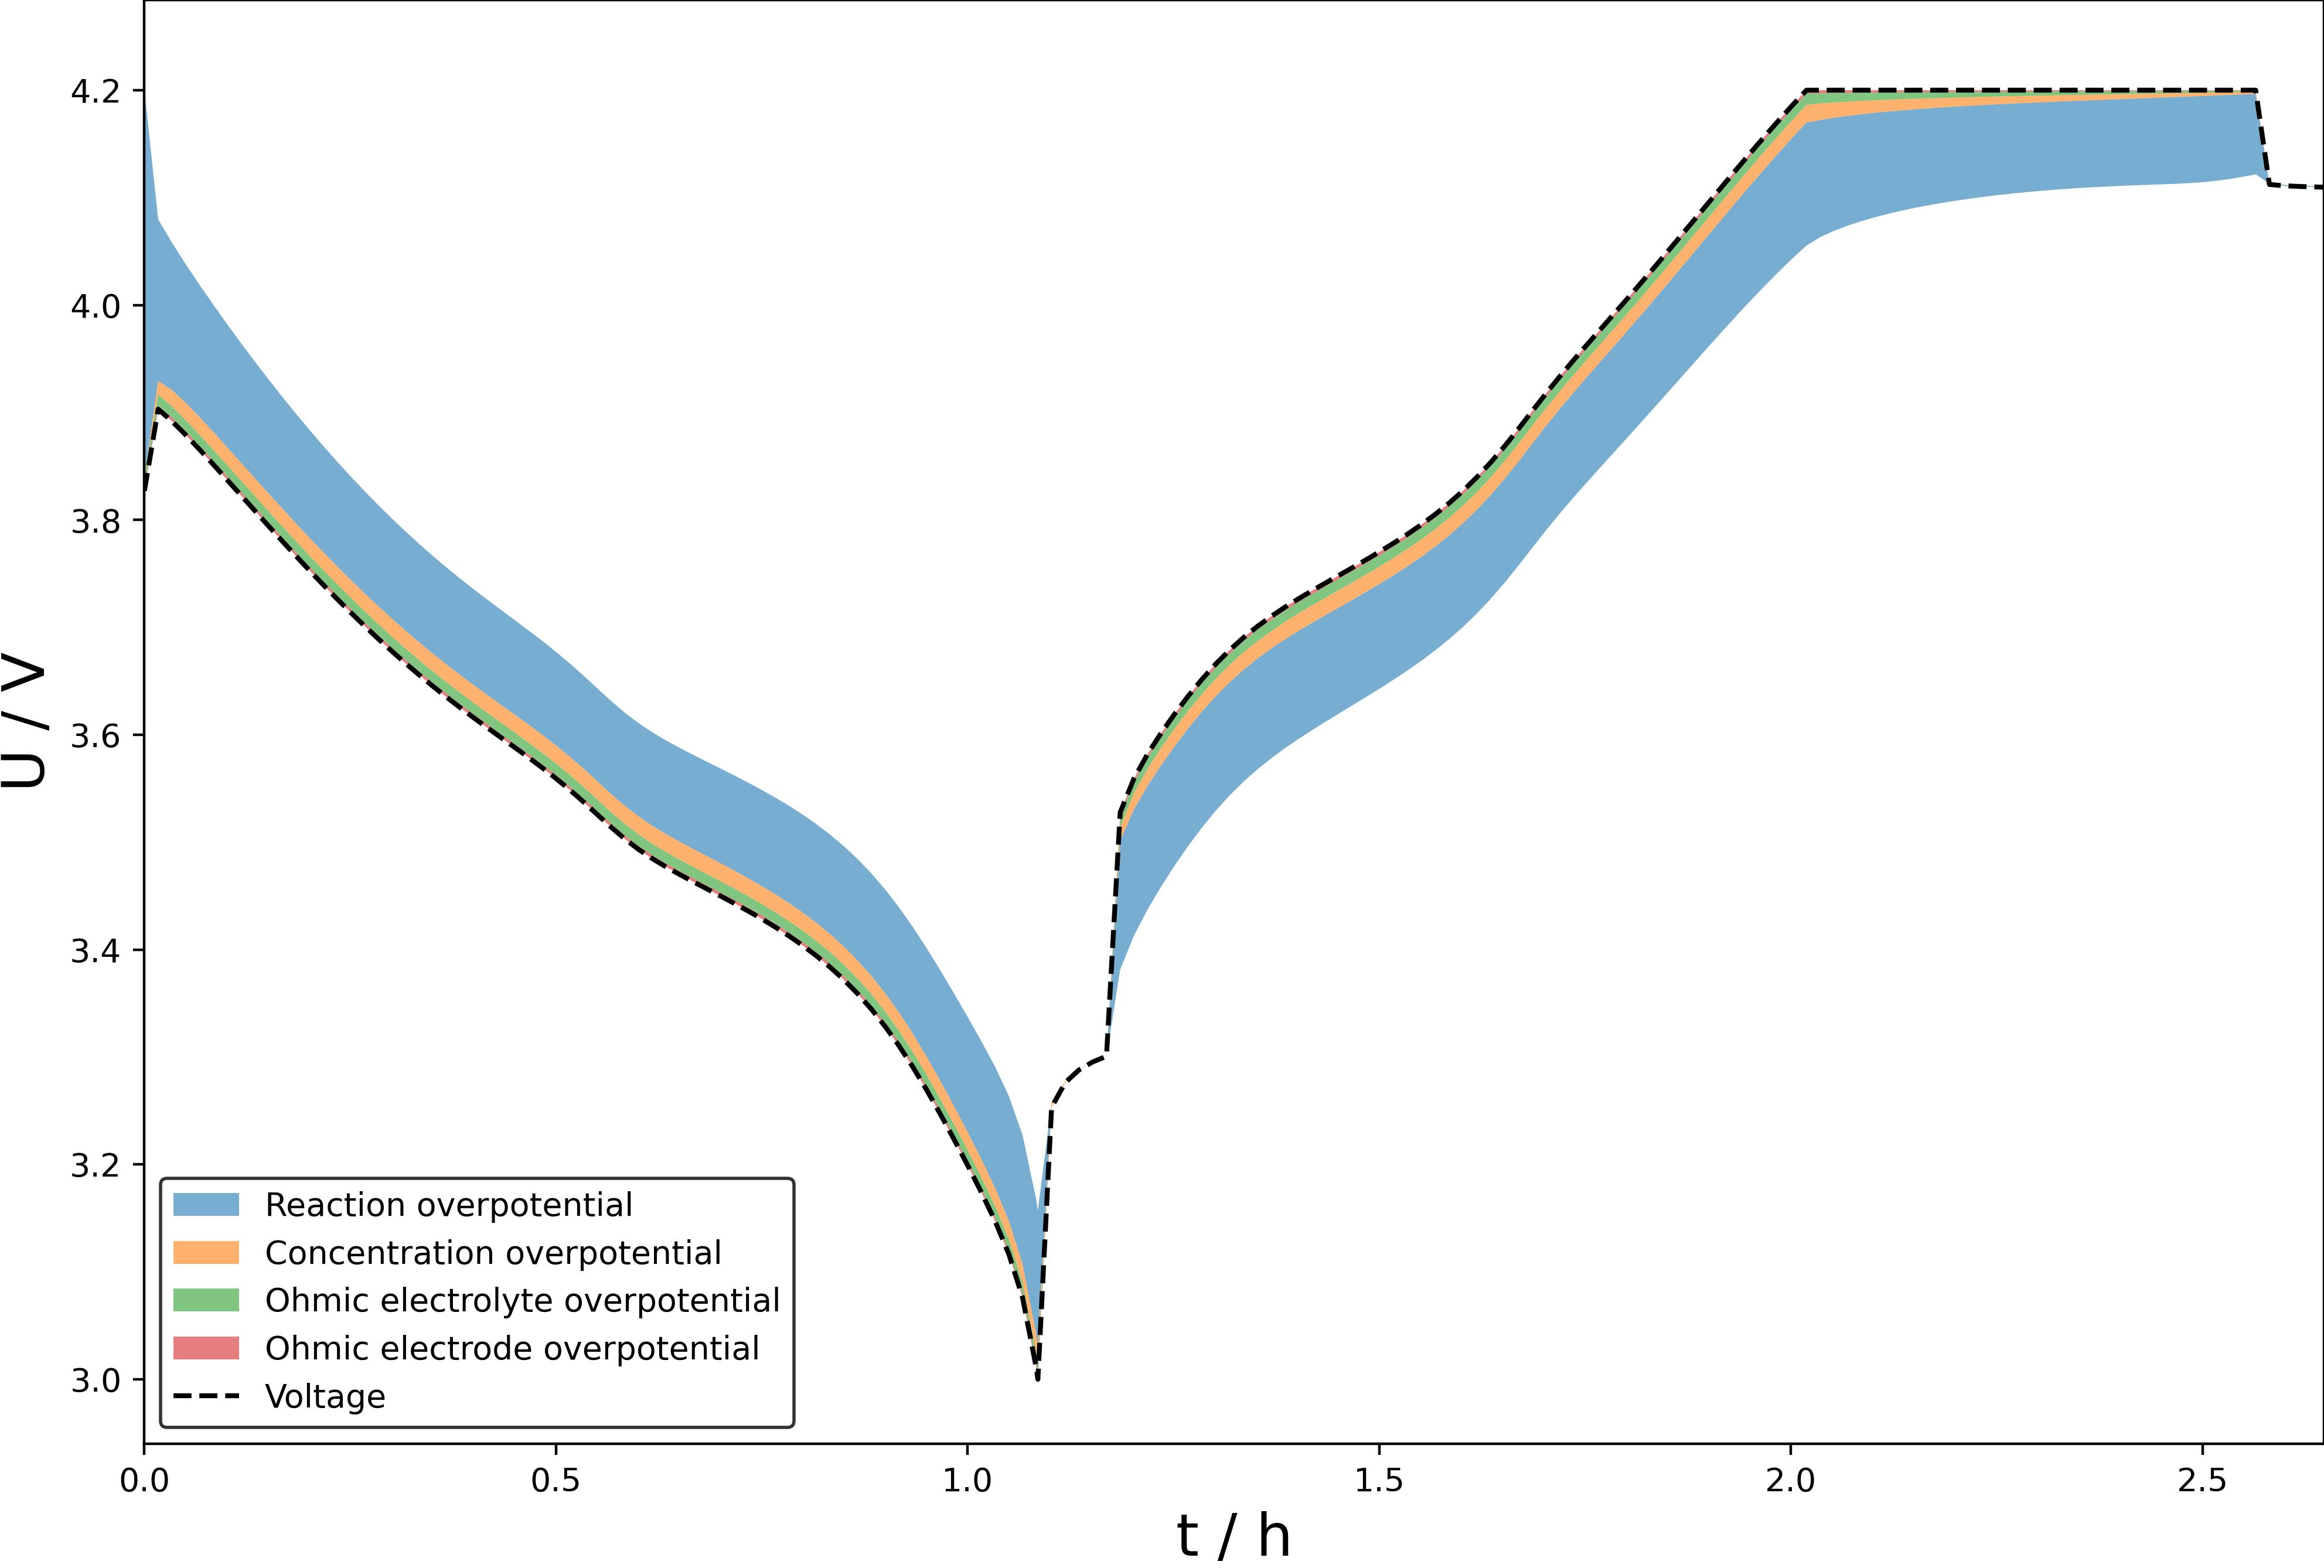 U / V
4.2
4.0
3.8
3.6
3.4
3.2
3.0
Reaction overpotential
Concentration overpotential
Ohmic electrolyte overpotential
Ohmic electrode overpotential
Voltage
0.0 0.5 1.0 1.5 2.0 2.5
t / h